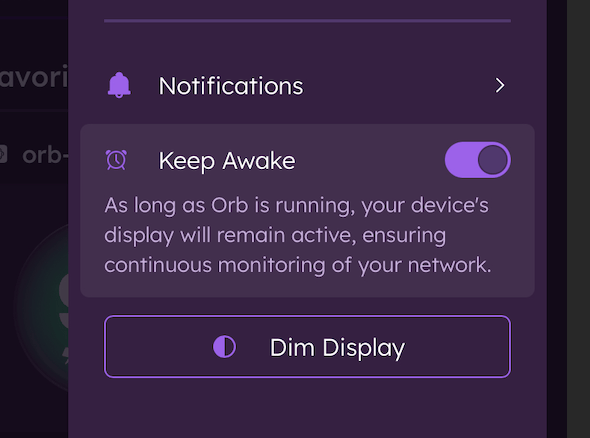 avori
Notifications
orb-
Keep Awake
As long as Orb is running, your device's
display will remain active, ensuring
continuous monitoring of your network.
Dim Display